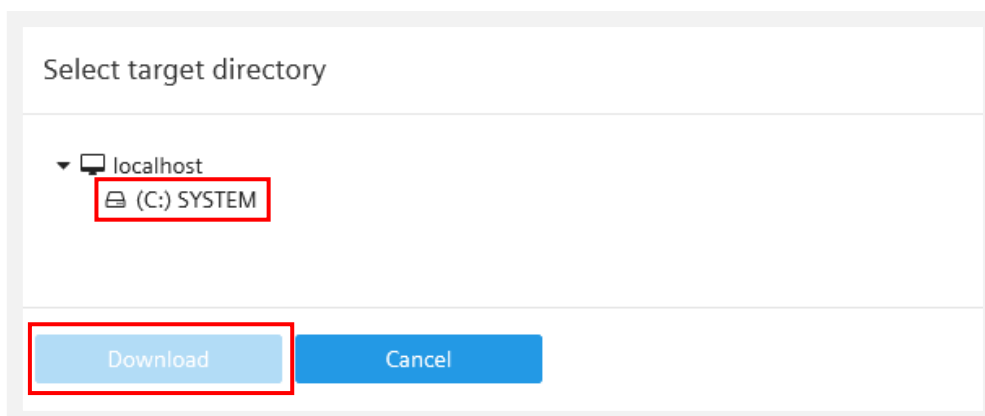 Select target directory
localhost
(C:) SYSTEM
Download
Cancel